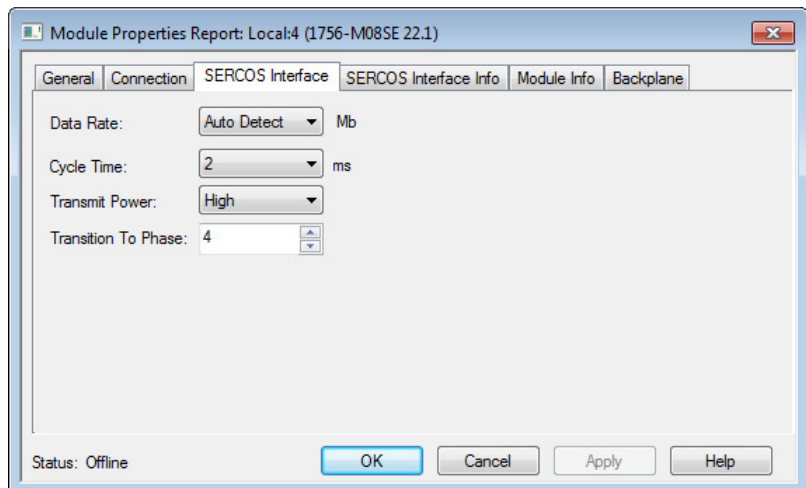 Module Properties Report: Local:4 (1756-M08SE 22.1)
General Connection SERCOS Interface SERCOS Interface Info Module Info Backplane
Data Rate: Auto Detect Mb
Cycle Time: 2 ms
Transmit Power: High
Transition To Phase: 4
Status: Offline OK Cancel Apply Help